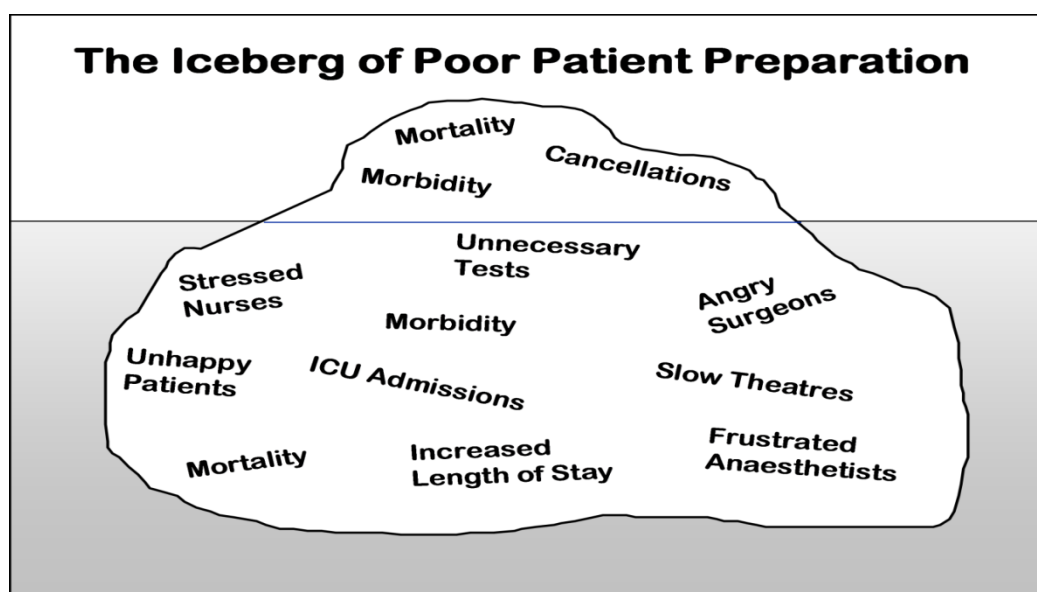 The Iceberg of Poor Patient Preparation
Mortality
Cancellations
Morbidity
Unnecessary
Tests
Stressed
Nurses
Angry
Surgeons
Morbidity
Unhappy
Patients
ICU Admissions
Slow Theatres
Mortality
Increased
Length of Stay
Frustrated
Anaesthetists